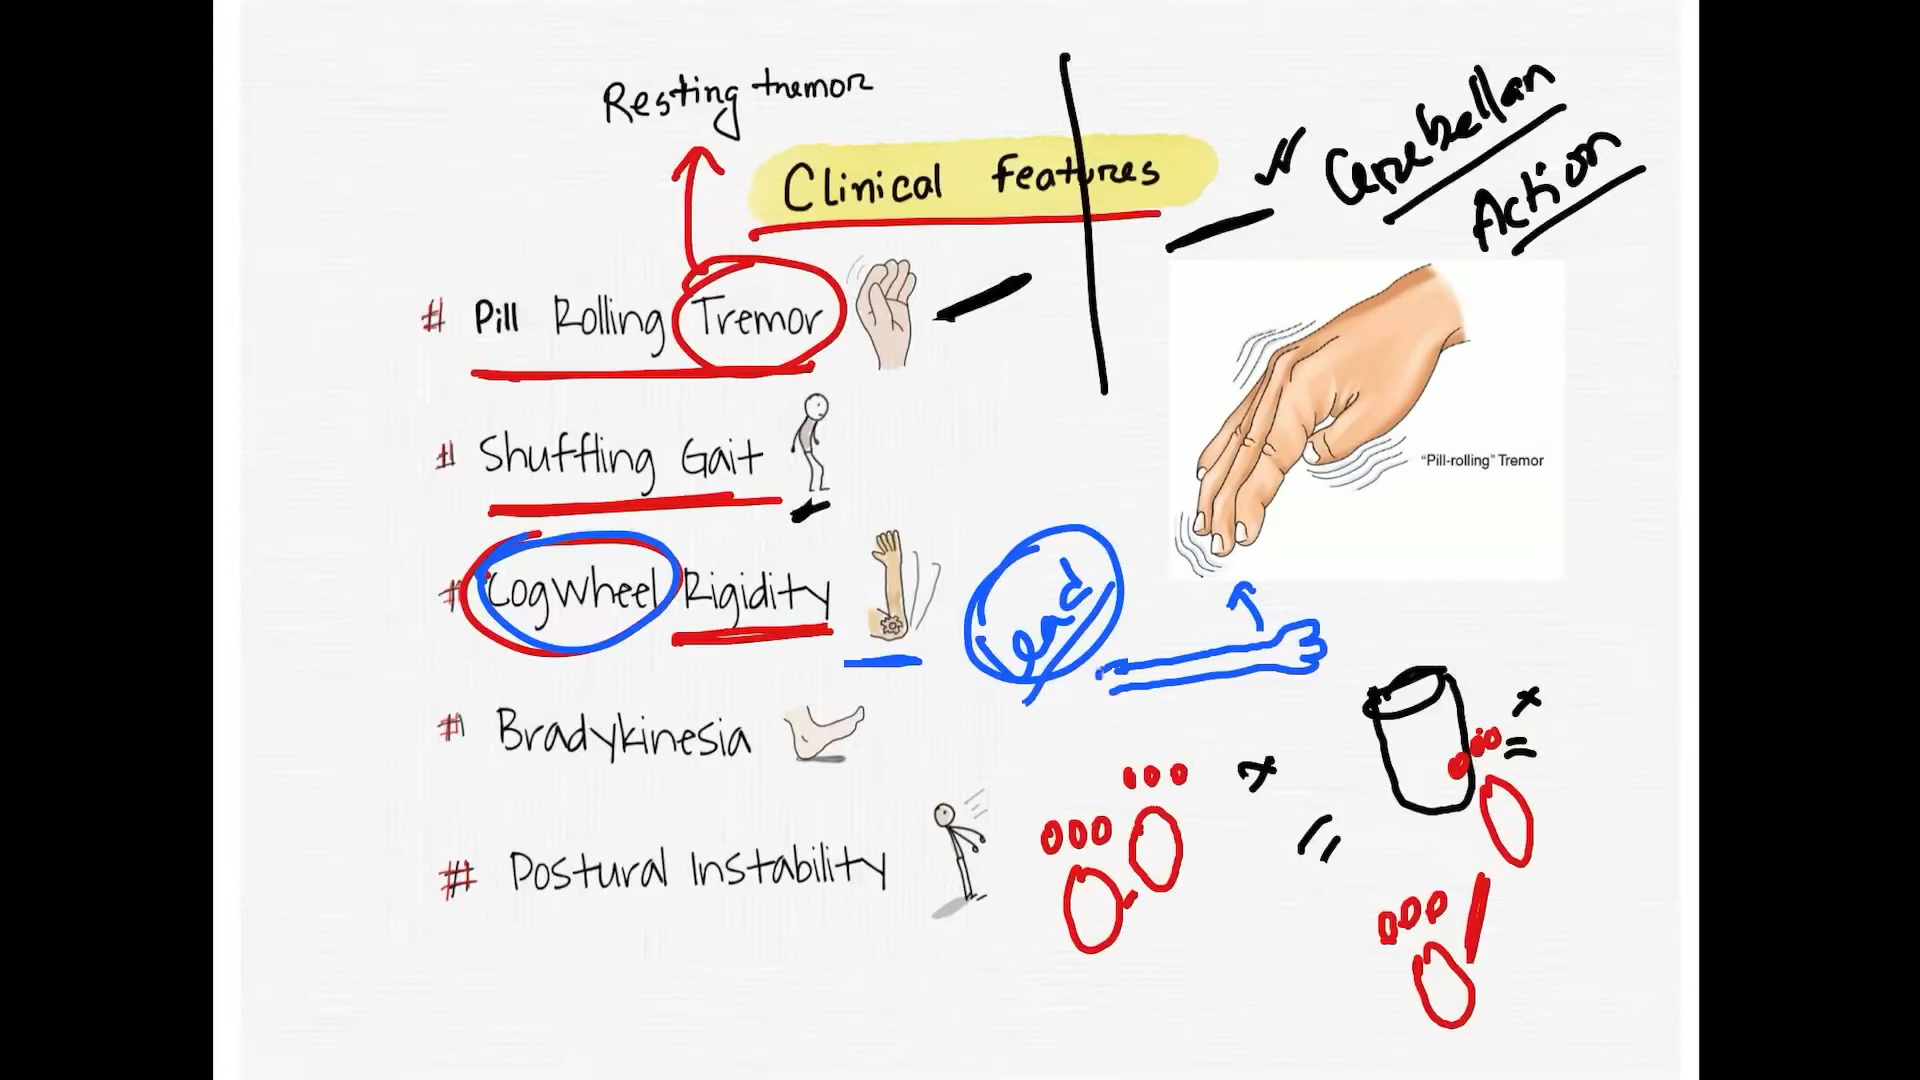 Resting tremor
Cerebellar
Action
Clinical features
# Pill Rolling Tremor
"Pill-rolling" Tremor
# Shuffling Gait
# Cogwheel Rigidity
lead
# Bradykinesia
# Postural Instability